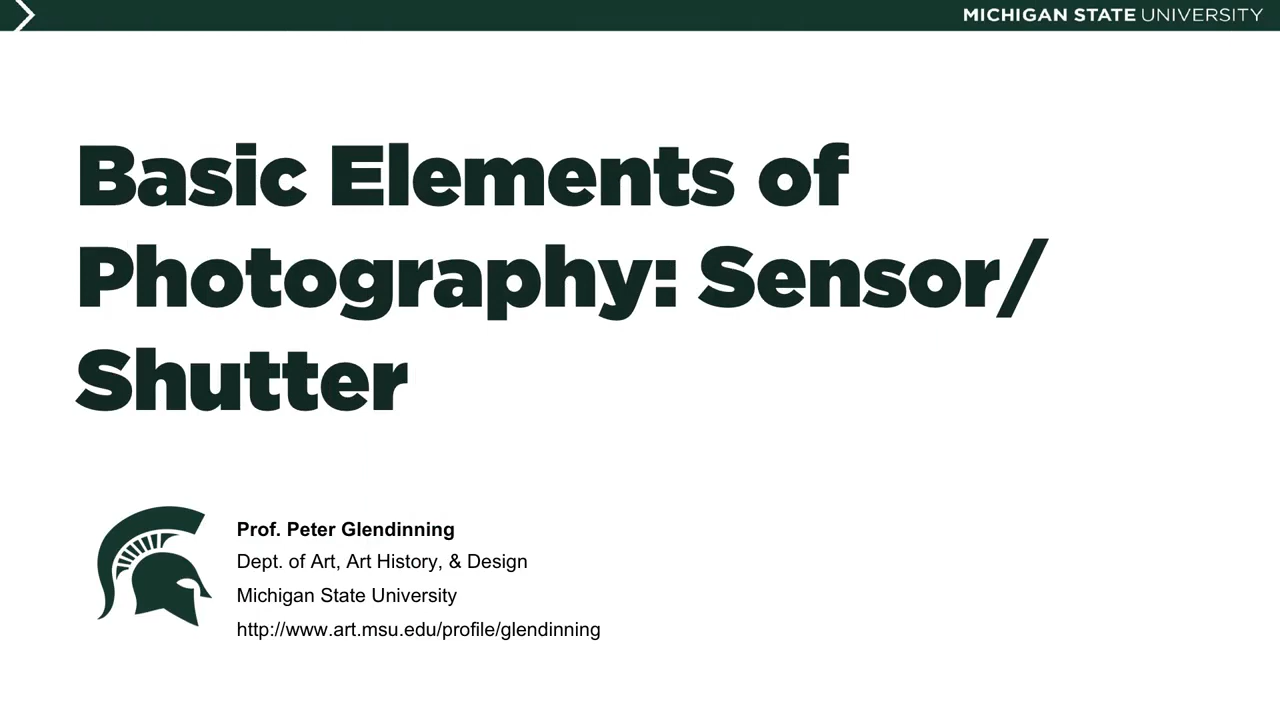 MICHIGAN STATE UNIVERSITY
Basic Elements of
Photography: Sensor/
Shutter
Prof. Peter Glendinning
Dept. of Art, Art History, & Design
Michigan State University
http://www.art.msu.edu/profile/glendinning